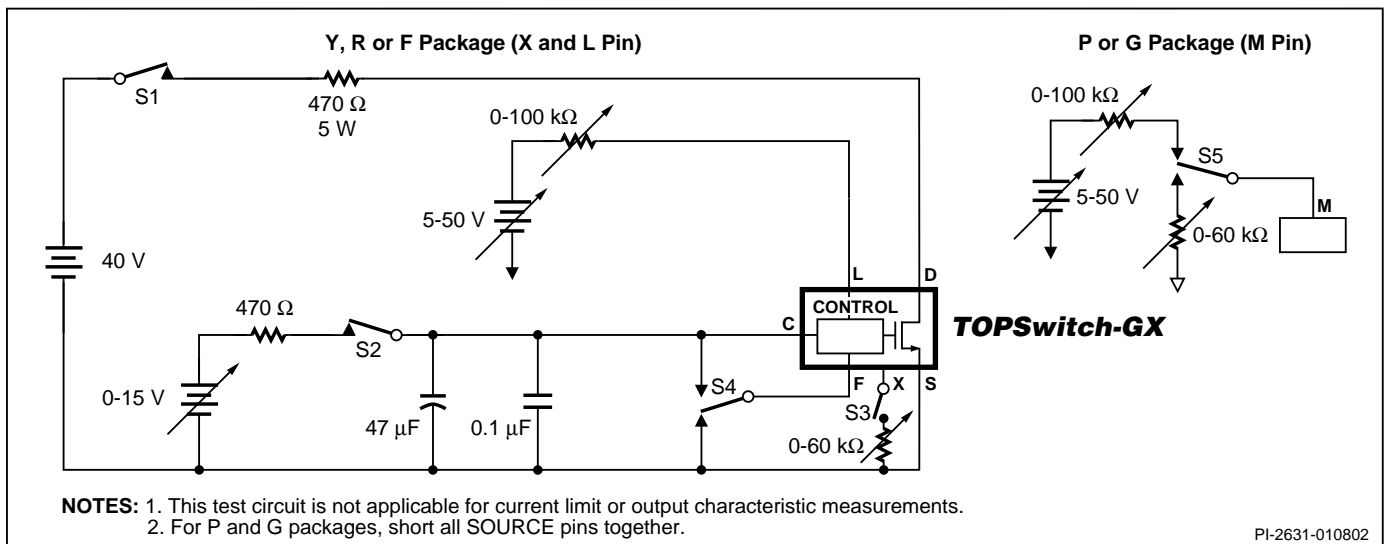 Y, R or F Package (X and L Pin)
P or G Package (M Pin)
S1
470 Ω
5 W
0-100 kΩ
5-50 V
40 V
0-100 kΩ
S5
5-50 V
M
0-60 kΩ
L
D
470 Ω
CONTROL
C
TOPSwitch-GX
S2
0-15 V
47 µF
0.1 µF
S4
F
X
S
S3
0-60 kΩ
NOTES: 1. This test circuit is not applicable for current limit or output characteristic measurements.
2. For P and G packages, short all SOURCE pins together.
PI-2631-010802